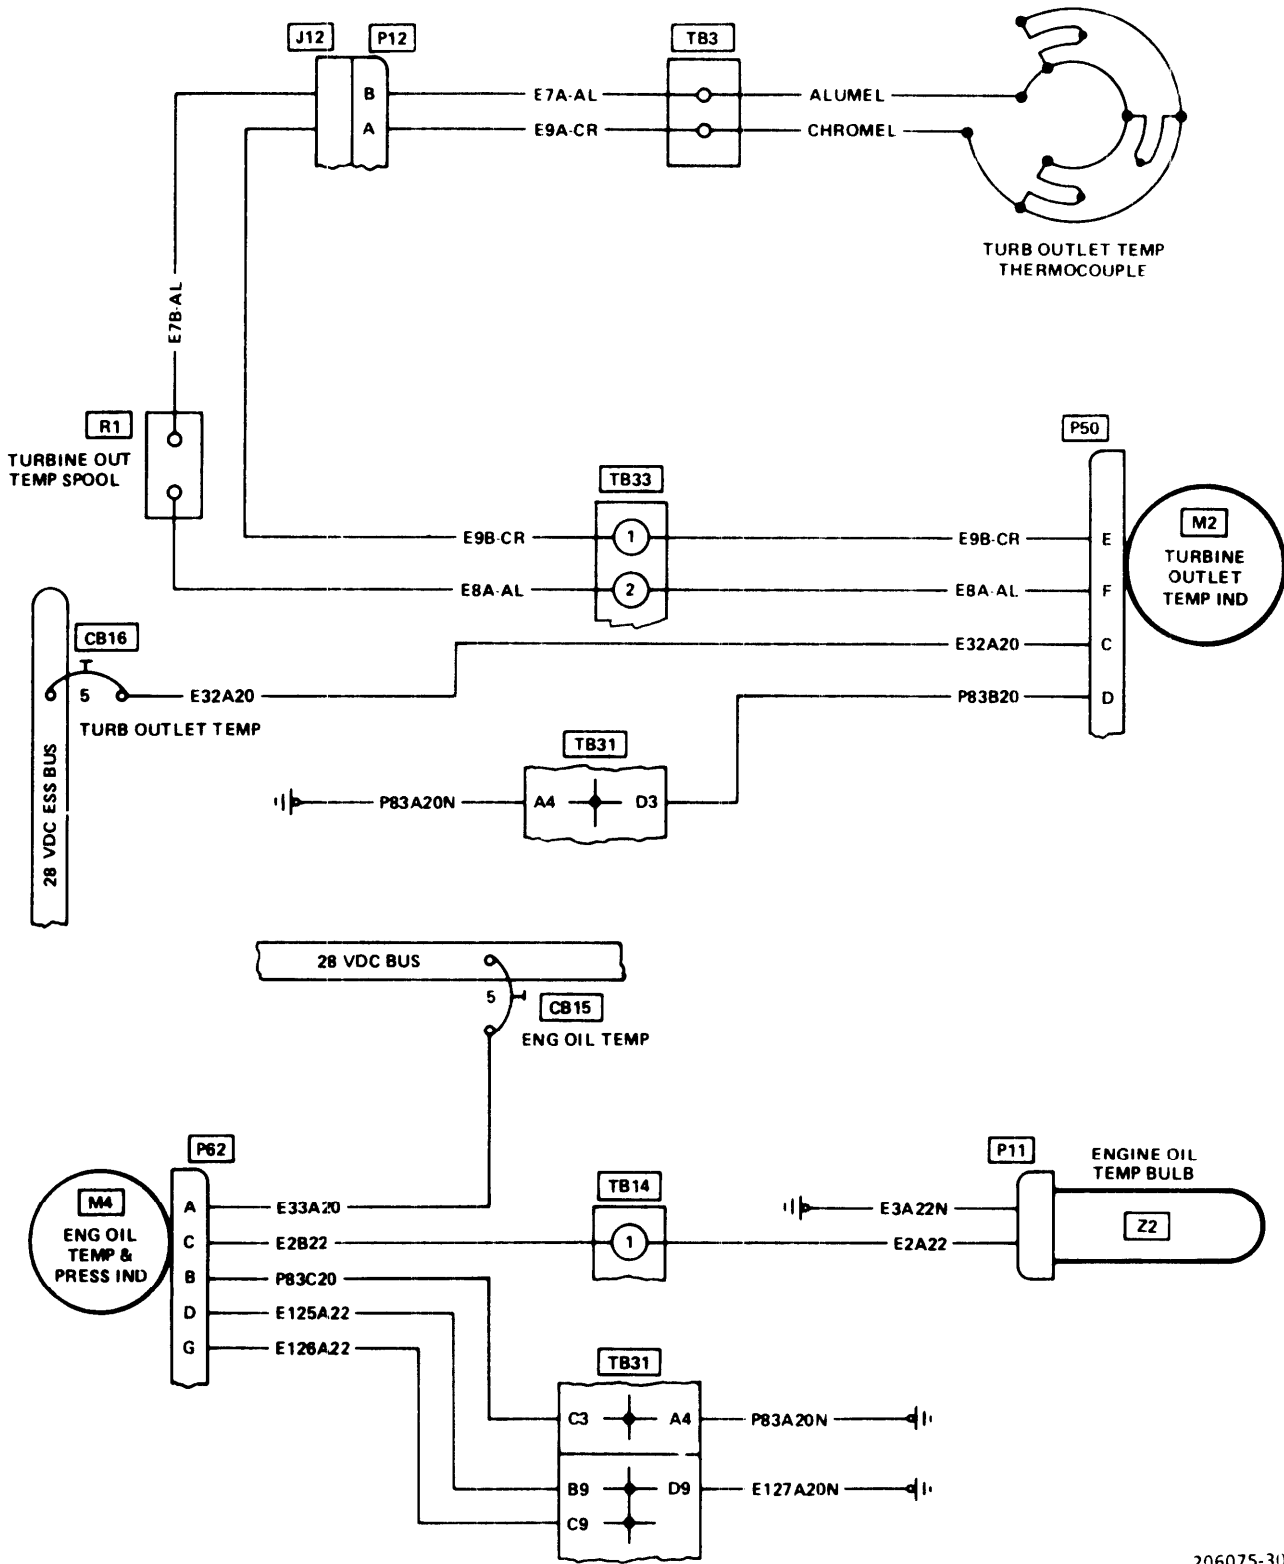 J12 P12 TB3
B E7A-AL ALUMEL
A E9A-CR CHROMEL
TURB OUTLET TEMP
THERMOCOUPLE
E7B-AL
R1
TURBINE OUT
TEMP SPOOL
P50
TB33
M2
TURBINE
OUTLET
TEMP IND
E9B-CR 1 E9B-CR E
E8A-AL 2 E8A-AL F
CB16
E32A20 C
5 E32A20
P83B20 D
TURB OUTLET TEMP
28 VDC ESS BUS
TB31
P83A20N A4 D3
28 VDC BUS
5
CB15
ENG OIL TEMP
P62
M4
ENG OIL
TEMP &
PRESS IND
TB14
P11
ENGINE OIL
TEMP BULB
Z2
A E33A20 E3A22N
C E2B22 1 E2A22
B P83C20
D E125A22
G E126A22
TB31
C3 A4 P83A20N
B9 D9 E127A20N
C9